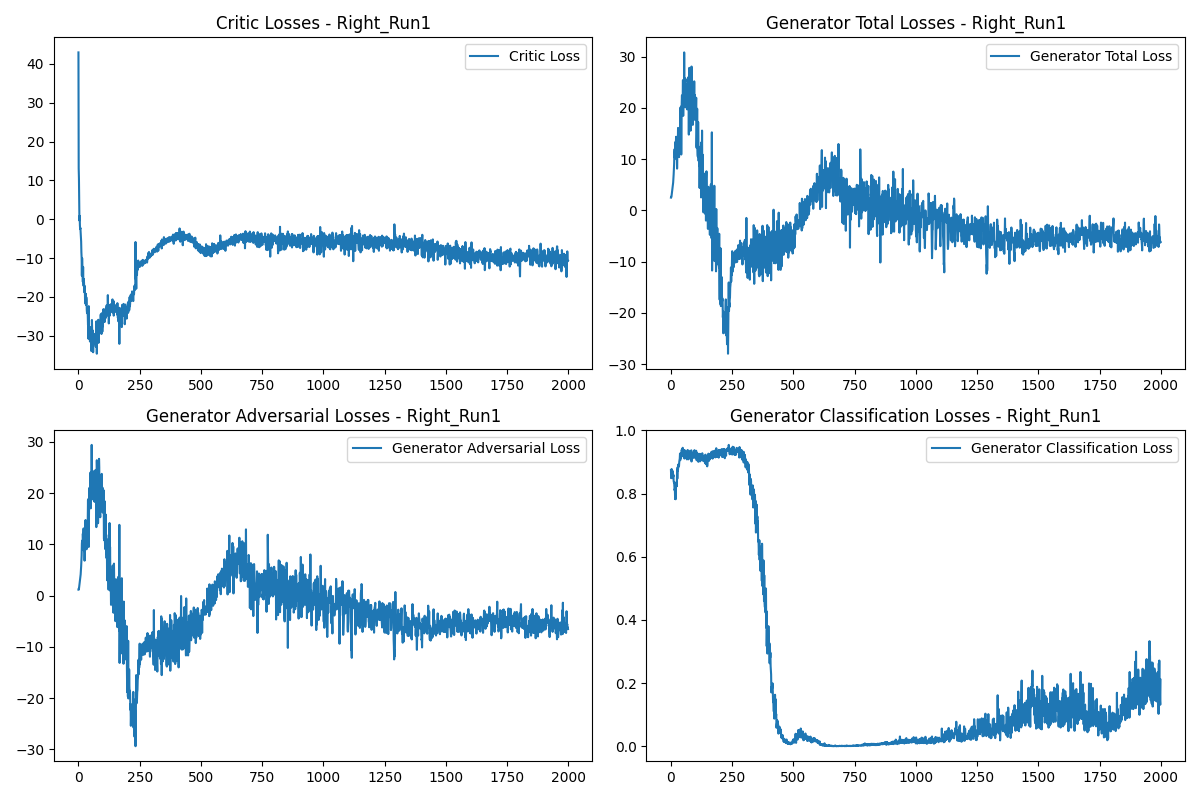 Critic Losses - Right_Run1
Critic Loss
40
30
20
10
0
−10
−20
−30
0 250 500 750 1000 1250 1500 1750 2000
Generator Total Losses - Right_Run1
Generator Total Loss
30
20
10
0
−10
−20
−30
0 250 500 750 1000 1250 1500 1750 2000
Generator Adversarial Losses - Right_Run1
Generator Adversarial Loss
30
20
10
0
−10
−20
−30
0 250 500 750 1000 1250 1500 1750 2000
Generator Classification Losses - Right_Run1
Generator Classification Loss
1.0
0.8
0.6
0.4
0.2
0.0
0 250 500 750 1000 1250 1500 1750 2000